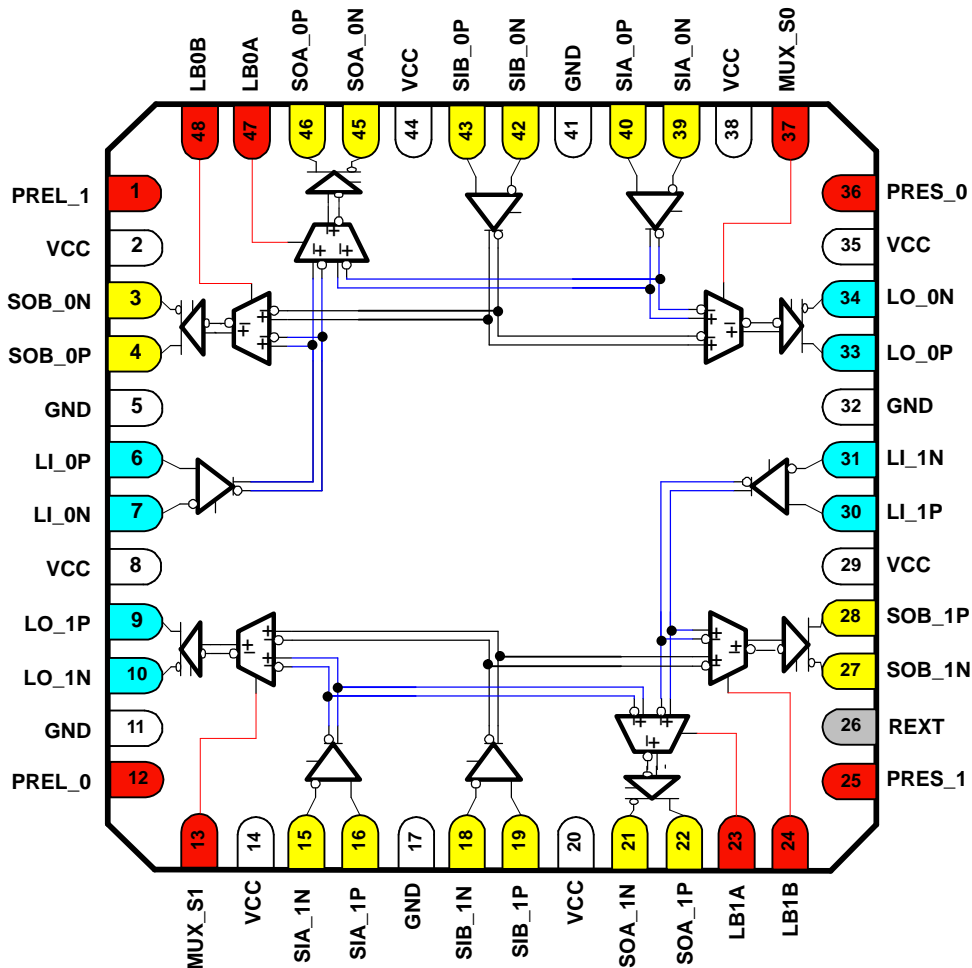 LB0B
LB0A
SOA_0P
SOA_0N
VCC
SIB_0P
SIB_0N
GND
SIA_0P
SIA_0N
VCC
MUX_S0
48
47
46
45
44
43
42
41
40
39
38
37
PREL_1 1
36 PRES_0
VCC 2
35 VCC
SOB_0N 3
34 LO_0N
SOB_0P 4
33 LO_0P
GND 5
32 GND
LI_0P 6
31 LI_1N
LI_0N 7
30 LI_1P
VCC 8
29 VCC
LO_1P 9
28 SOB_1P
LO_1N 10
27 SOB_1N
GND 11
26 REXT
PREL_0 12
25 PRES_1
13
14
15
16
17
18
19
20
21
22
23
24
MUX_S1
VCC
SIA_1N
SIA_1P
GND
SIB_1N
SIB_1P
VCC
SOA_1N
SOA_1P
LB1A
LB1B